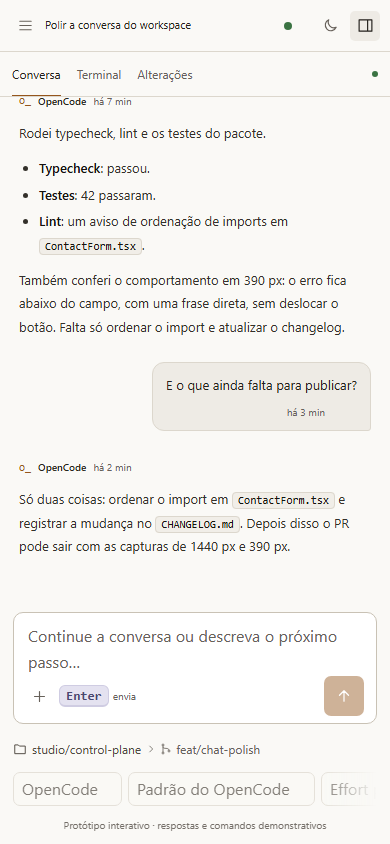 Polir a conversa do workspace
Conversa Terminal Alterações
o_ OpenCode há 7 min
Rodei typecheck, lint e os testes do pacote.
• Typecheck: passou.
• Testes: 42 passaram.
• Lint: um aviso de ordenação de imports em
ContactForm.tsx.
Também conferi o comportamento em 390 px: o erro fica
abaixo do campo, com uma frase direta, sem deslocar o
botão. Falta só ordenar o import e atualizar o changelog.
E o que ainda falta para publicar?
há 3 min
o_ OpenCode há 2 min
Só duas coisas: ordenar o import em ContactForm.tsx e
registrar a mudança no CHANGELOG.md. Depois disso o PR
pode sair com as capturas de 1440 px e 390 px.
Continue a conversa ou descreva o próximo
passo...
Enter envia
studio/control-plane > feat/chat-polish
OpenCode Padrão do OpenCode Effort
Protótipo interativo · respostas e comandos demonstrativos